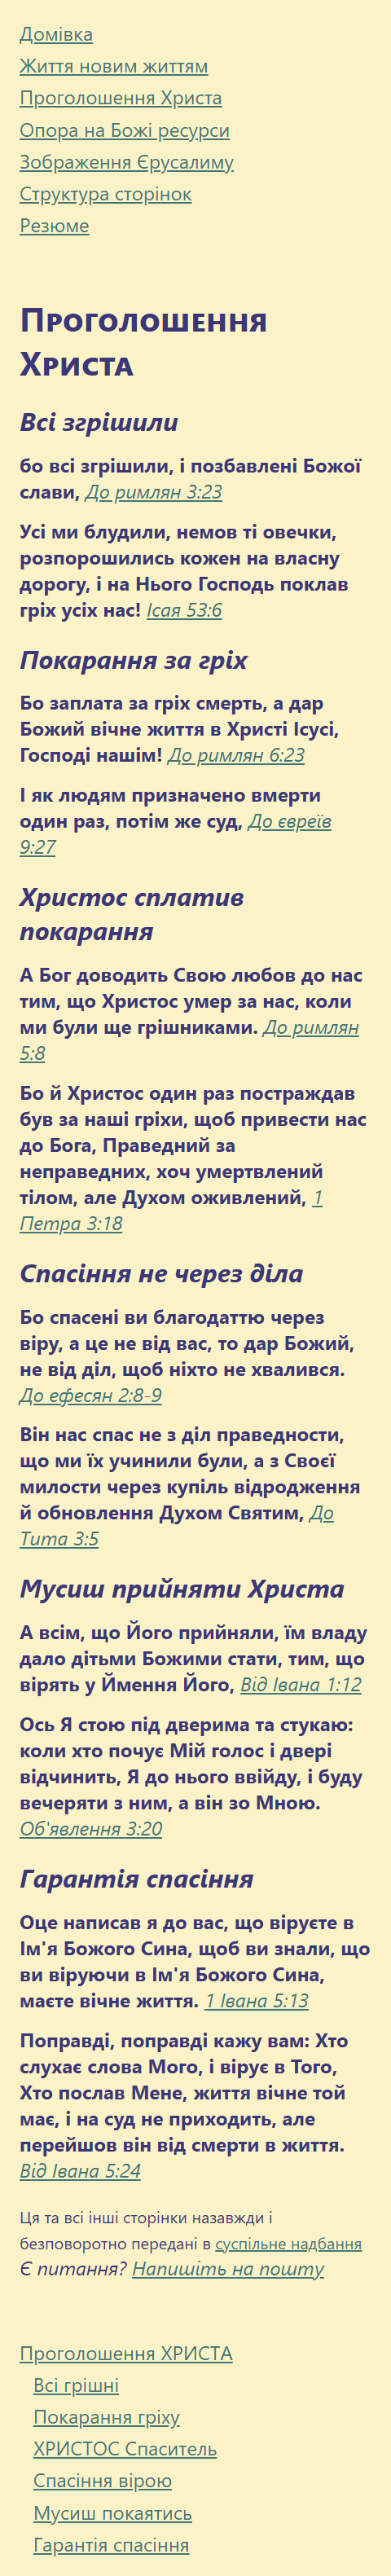 Домівка
Життя новим життям
Проголошення Христа
Опора на Божі ресурси
Зображення Єрусалиму
Структура сторінок
Резюме
Проголошення
Христа
Всі згрішили
бо всі згрішили, і позбавлені Божої
слави, До римлян 3:23
Усі ми блудили, немов ті овечки,
розпорошились кожен на власну
дорогу, і на Нього Господь поклав
гріх усіх нас! Ісая 53:6
Покарання за гріх
Бо заплата за гріх смерть, а дар
Божий вічне життя в Христі Ісусі,
Господі нашім! До римлян 6:23
І як людям призначено вмерти
один раз, потім же суд, До євреїв
9:27
Христос сплатив
покарання
А Бог доводить Свою любов до нас
тим, що Христос умер за нас, коли
ми були ще грішниками. До римлян
5:8
Бо й Христос один раз постраждав
був за наші гріхи, щоб привести нас
до Бога, Праведний за
неправедних, хоч умертвлений
тілом, але Духом оживлений, 1
Петра 3:18
Спасіння не через діла
Бо спасені ви благодаттю через
віру, а це не від вас, то дар Божий,
не від діл, щоб ніхто не хвалився.
До ефесян 2:8-9
Він нас спас не з діл праведности,
що ми їх учинили були, а з Своєї
милости через купіль відродження
й обновлення Духом Святим, До
Тита 3:5
Мусиш прийняти Христа
А всім, що Його прийняли, їм владу
дало дітьми Божими стати, тим, що
вірять у Ймення Його, Від Івана 1:12
Ось Я стою під дверима та стукаю:
коли хто почує Мій голос і двері
відчинить, Я до нього ввійду, і буду
вечеряти з ним, а він зо Мною.
Об'явлення 3:20
Гарантія спасіння
Оце написав я до вас, що віруєте в
Ім'я Божого Сина, щоб ви знали, що
ви віруючи в Ім'я Божого Сина,
маєте вічне життя. 1 Івана 5:13
Поправді, поправді кажу вам: Хто
слухає слова Мого, і вірує в Того,
Хто послав Мене, життя вічне той
має, і на суд не приходить, але
перейшов він від смерти в життя.
Від Івана 5:24
Ця та всі інші сторінки назавжди і
безповоротно передані в суспільне надбання
Є питання? Напишіть на пошту
Проголошення ХРИСТА
Всі грішні
Покарання гріху
ХРИСТОС Спаситель
Спасіння вірою
Мусиш покаятись
Гарантія спасіння